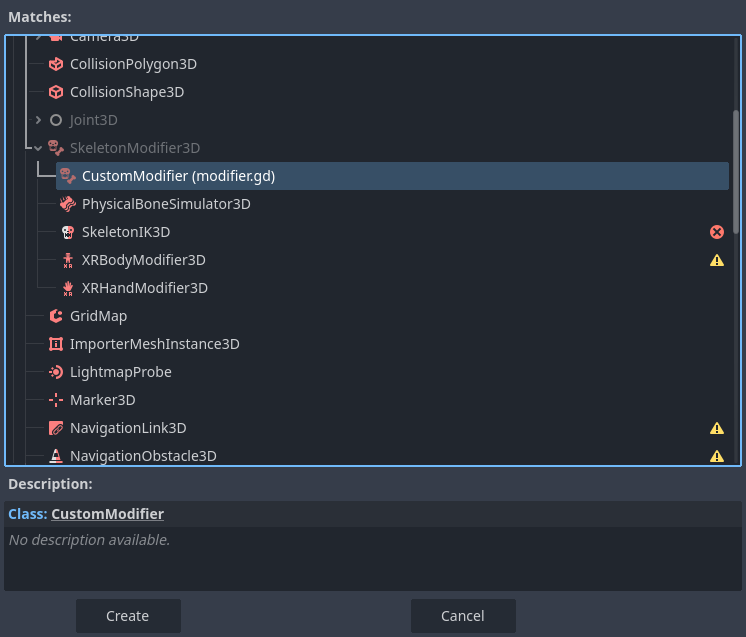 Matches:
Camera3D
CollisionPolygon3D
CollisionShape3D
Joint3D
SkeletonModifier3D
CustomModifier (modifier.gd)
PhysicalBoneSimulator3D
SkeletonIK3D
XRBodyModifier3D
XRHandModifier3D
GridMap
ImporterMeshInstance3D
LightmapProbe
Marker3D
NavigationLink3D
NavigationObstacle3D
Description:
Class: CustomModifier
No description available.
Create Cancel